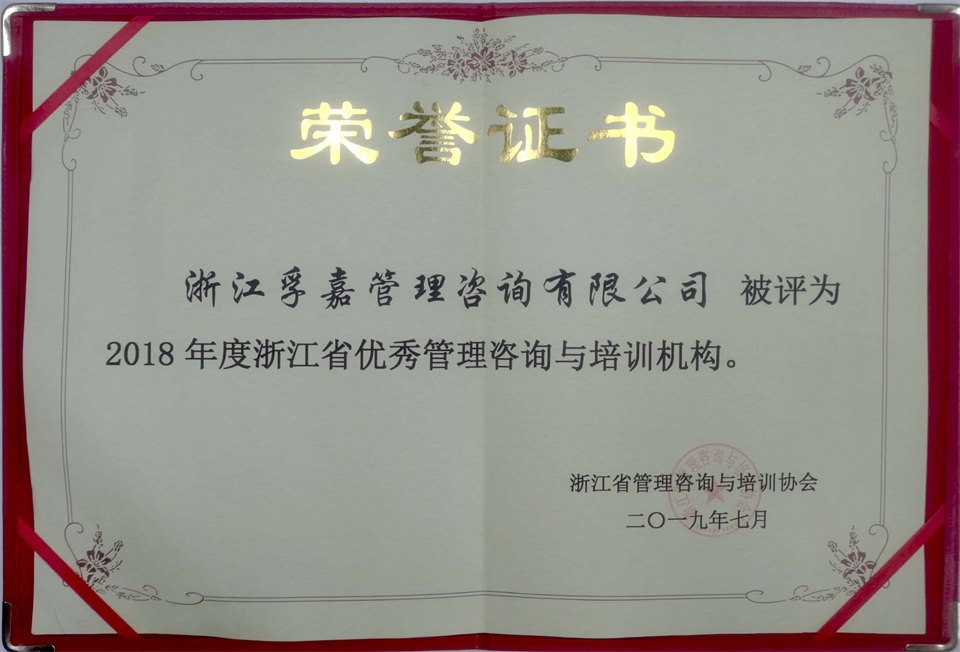 荣誉证书
浙江孚嘉管理咨询有限公司 被评为
2018年度浙江省优秀管理咨询与培训机构。
浙江省管理咨询与培训协会
二〇一九年七月